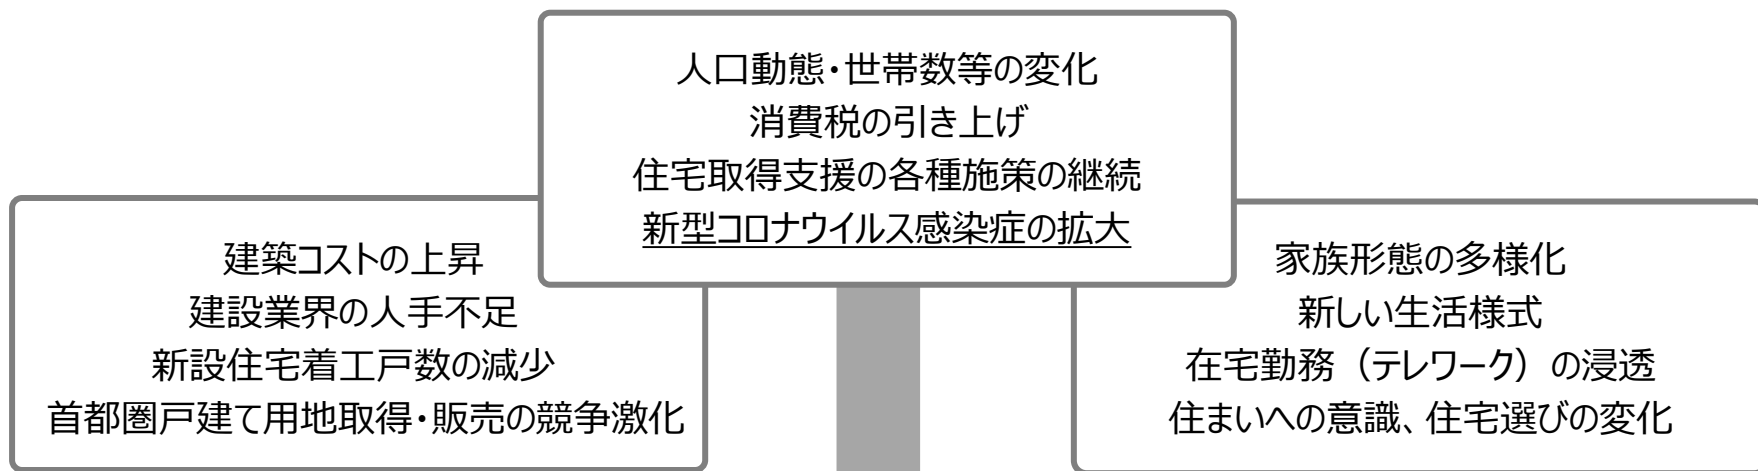 人口動態・世帯数等の変化
消費税の引き上げ
住宅取得支援の各種施策の継続
新型コロナウイルス感染症の拡大
建築コストの上昇
建設業界の人手不足
新設住宅着工戸数の減少
首都圏戸建て用地取得・販売の競争激化
家族形態の多様化
新しい生活様式
在宅勤務（テレワーク）の浸透
住まいへの意識、住宅選びの変化